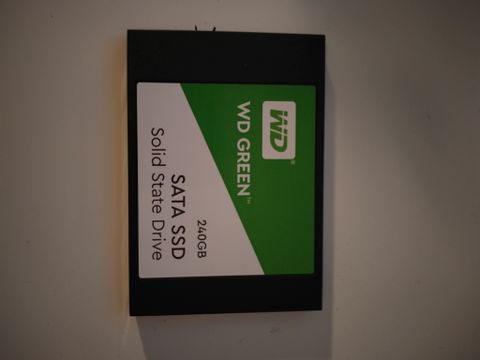 WD®
WD GREEN™
240GB
SATA SSD
Solid State Drive